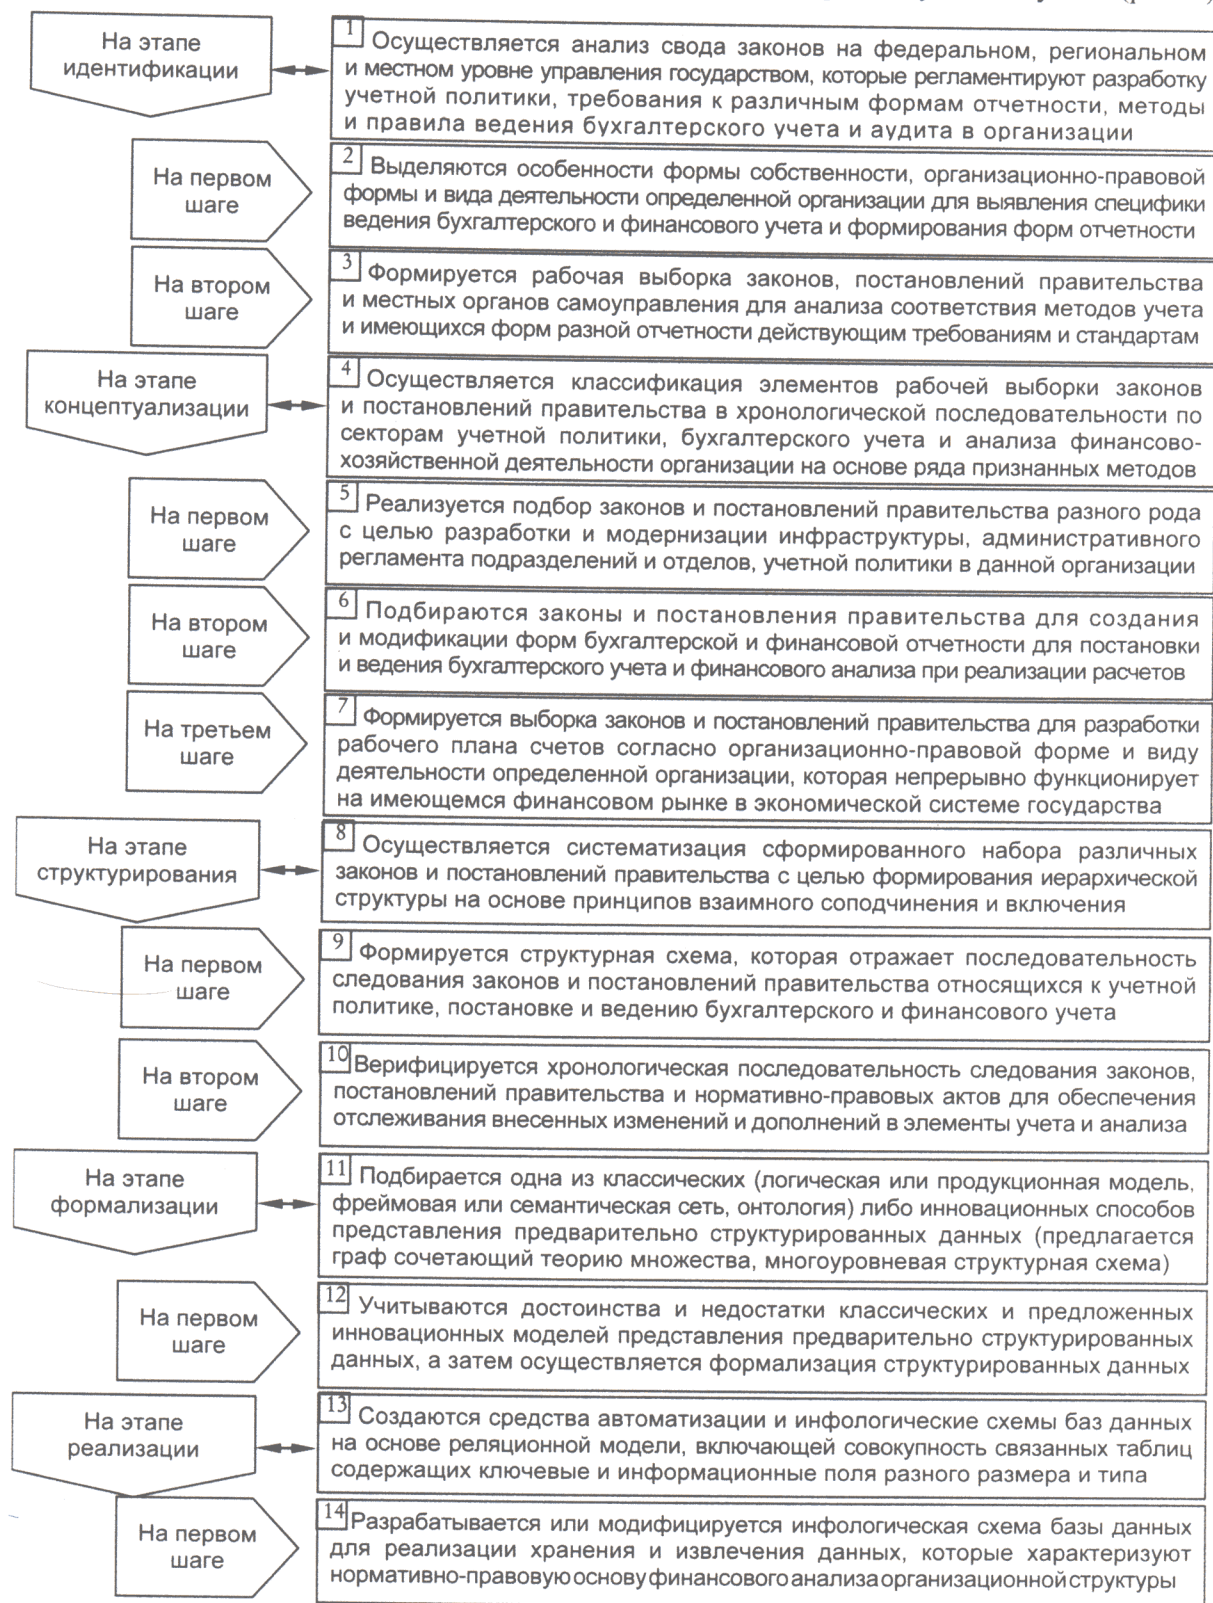 На этапе
идентификации
1 Осуществляется анализ свода законов на федеральном, региональном
и местном уровне управления государством, которые регламентируют разработку
учетной политики, требования к различным формам отчетности, методы
и правила ведения бухгалтерского учета и аудита в организации
На первом
шаге
2 Выделяются особенности формы собственности, организационно-правовой
формы и вида деятельности определенной организации для выявления специфики
ведения бухгалтерского и финансового учета и формирования форм отчетности
На втором
шаге
3 Формируется рабочая выборка законов, постановлений правительства
и местных органов самоуправления для анализа соответствия методов учета
и имеющихся форм разной отчетности действующим требованиям и стандартам
На этапе
концептуализации
4 Осуществляется классификация элементов рабочей выборки законов
и постановлений правительства в хронологической последовательности по
секторам учетной политики, бухгалтерского учета и анализа финансово-
хозяйственной деятельности организации на основе ряда признанных методов
На первом
шаге
5 Реализуется подбор законов и постановлений правительства разного рода
с целью разработки и модернизации инфраструктуры, административного
регламента подразделений и отделов, учетной политики в данной организации
На втором
шаге
6 Подбираются законы и постановления правительства для создания
и модификации форм бухгалтерской и финансовой отчетности для постановки
и ведения бухгалтерского учета и финансового анализа при реализации расчетов
На третьем
шаге
7 Формируется выборка законов и постановлений правительства для разработки
рабочего плана счетов согласно организационно-правовой форме и виду
деятельности определенной организации, которая непрерывно функционирует
на имеющемся финансовом рынке в экономической системе государства
На этапе
структурирования
8 Осуществляется систематизация сформированного набора различных
законов и постановлений правительства с целью формирования иерархической
структуры на основе принципов взаимного соподчинения и включения
На первом
шаге
9 Формируется структурная схема, которая отражает последовательность
следования законов и постановлений правительства относящихся к учетной
политике, постановке и ведению бухгалтерского и финансового учета
На втором
шаге
10 Верифицируется хронологическая последовательность следования законов,
постановлений правительства и нормативно-правовых актов для обеспечения
отслеживания внесенных изменений и дополнений в элементы учета и анализа
На этапе
формализации
11 Подбирается одна из классических (логическая или продукционная модель,
фреймовая или семантическая сеть, онтология) либо инновационных способов
представления предварительно структурированных данных (предлагается
граф сочетающий теорию множества, многоуровневая структурная схема)
На первом
шаге
12 Учитываются достоинства и недостатки классических и предложенных
инновационных моделей представления предварительно структурированных
данных, а затем осуществляется формализация структурированных данных
На этапе
реализации
13 Создаются средства автоматизации и инфологические схемы баз данных
на основе реляционной модели, включающей совокупность связанных таблиц
содержащих ключевые и информационные поля разного размера и типа
На первом
шаге
14 Разрабатывается или модифицируется инфологическая схема базы данных
для реализации хранения и извлечения данных, которые характеризуют
нормативно-правовую основу финансового анализа организационной структуры